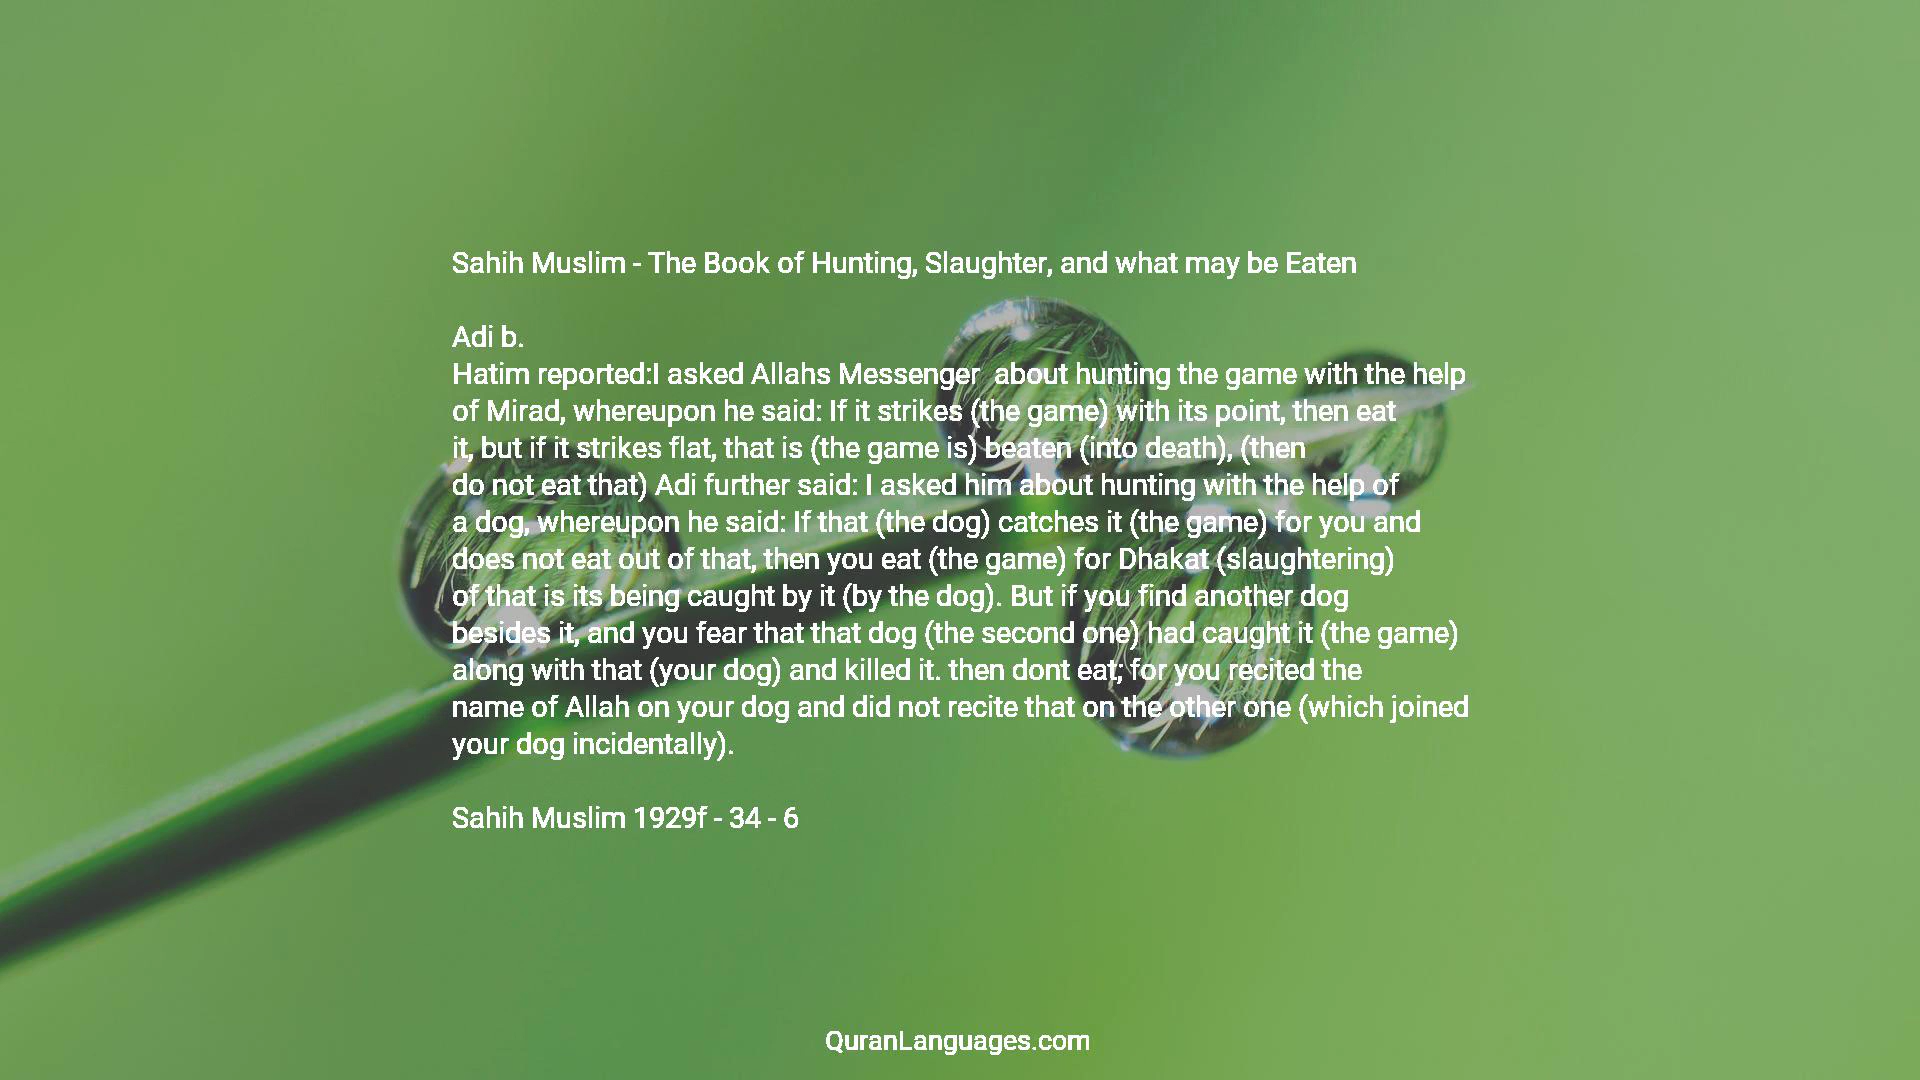 Sahih Muslim - The Book of Hunting, Slaughter, and what may be Eaten
Adi b.
Hatim reported:I asked Allahs Messenger  about hunting the game with the help
of Mirad, whereupon he said: If it strikes (the game) with its point, then eat
it, but if it strikes flat, that is (the game is) beaten (into death), (then
do not eat that) Adi further said: I asked him about hunting with the help of
a dog, whereupon he said: If that (the dog) catches it (the game) for you and
does not eat out of that, then you eat (the game) for Dhakat (slaughtering)
of that is its being caught by it (by the dog). But if you find another dog
besides it, and you fear that that dog (the second one) had caught it (the game)
along with that (your dog) and killed it. then dont eat; for you recited the
name of Allah on your dog and did not recite that on the other one (which joined
your dog incidentally).
Sahih Muslim 1929f - 34 - 6
QuranLanguages.com